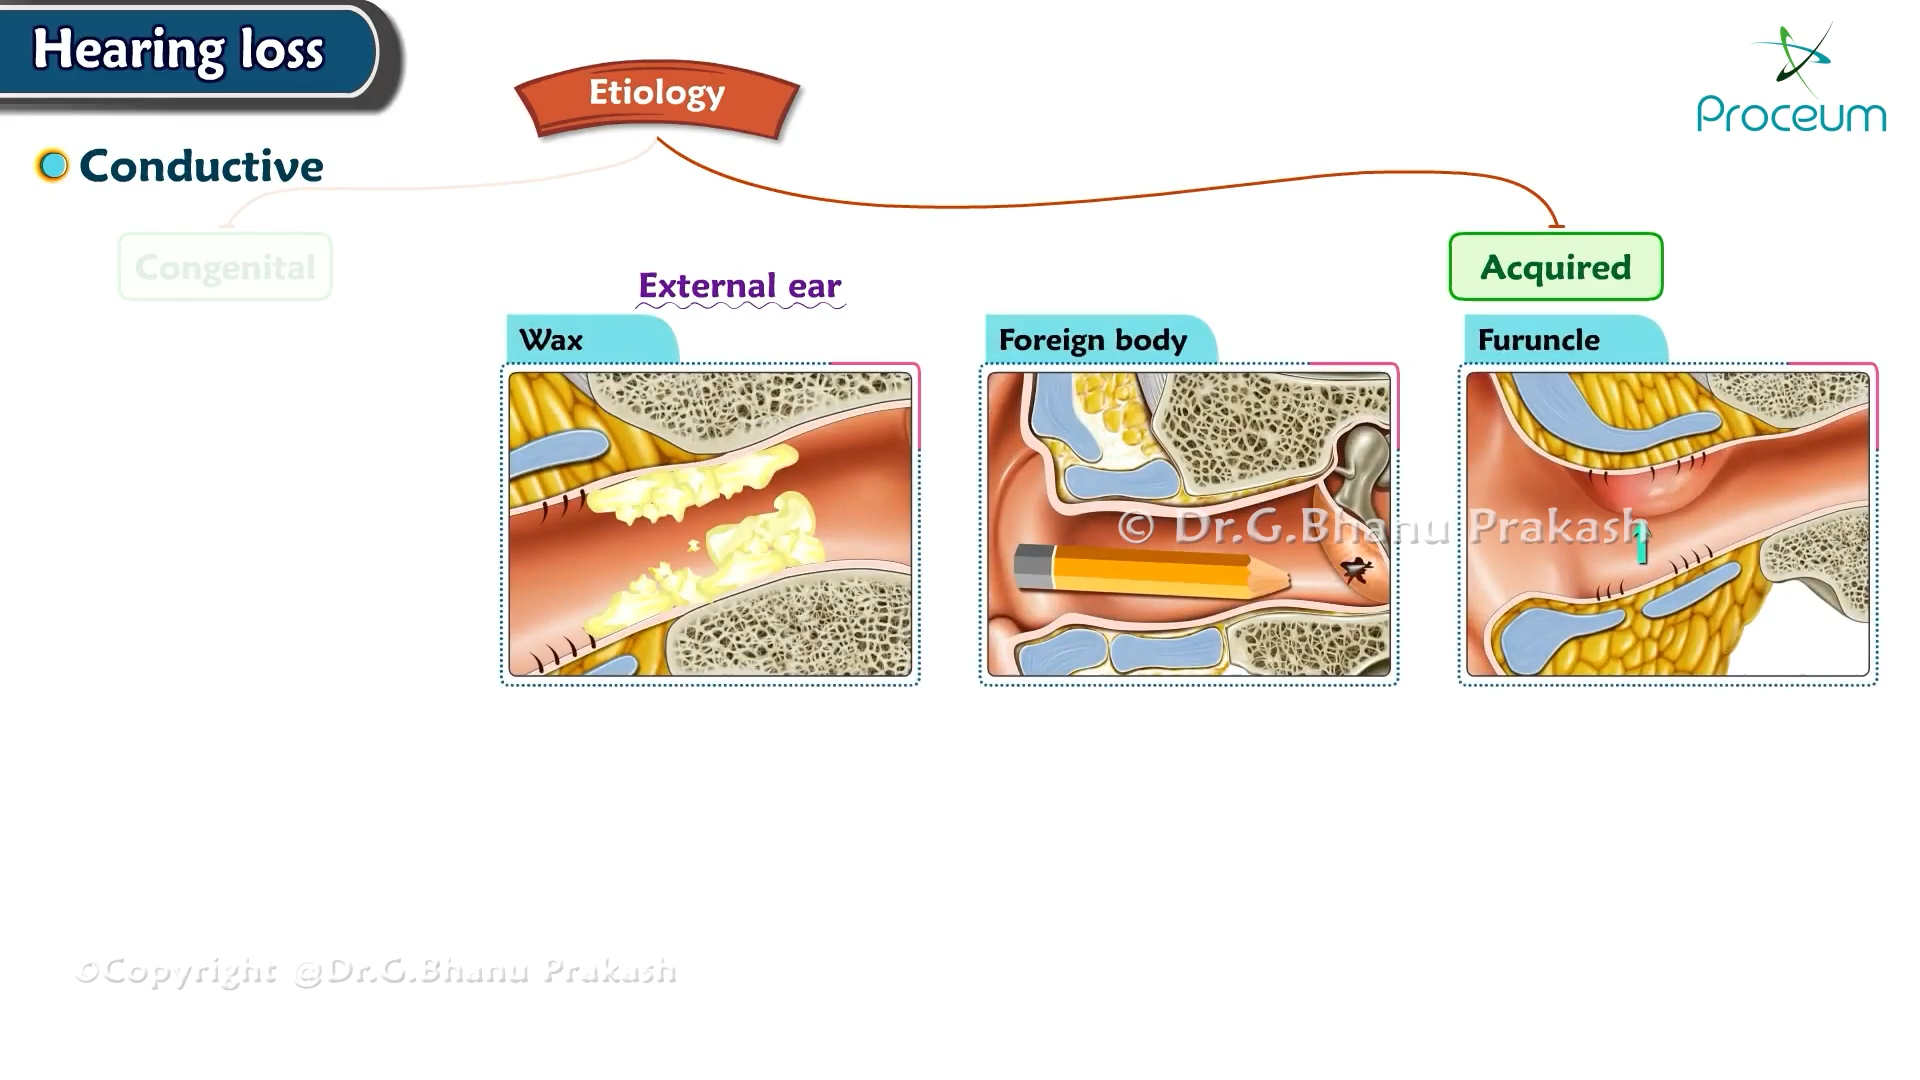 Hearing loss
Etiology
Proceum
Conductive
Congenital
Acquired
External ear
Wax
Foreign body
Furuncle
© Dr.G.Bhanu Prakash
©Copyright @Dr.G.Bhanu Prakash